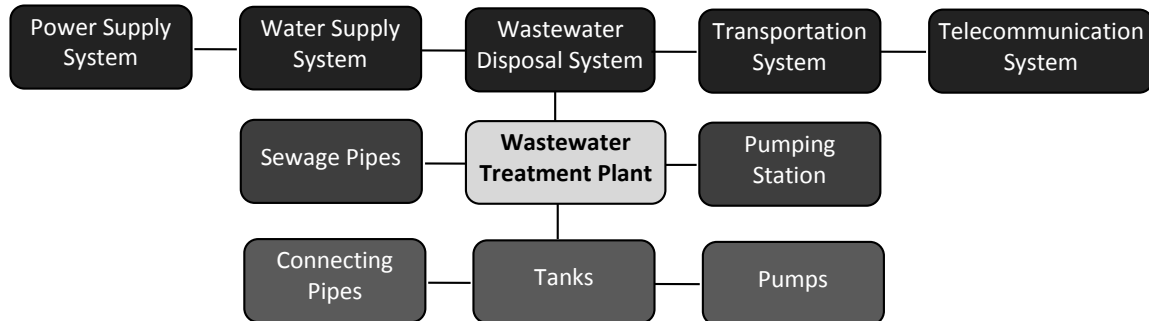 Power Supply
System
Water Supply
System
Wastewater
Disposal System
Transportation
System
Telecommunication
System
Sewage Pipes
Wastewater
Treatment Plant
Pumping
Station
Connecting
Pipes
Tanks
Pumps